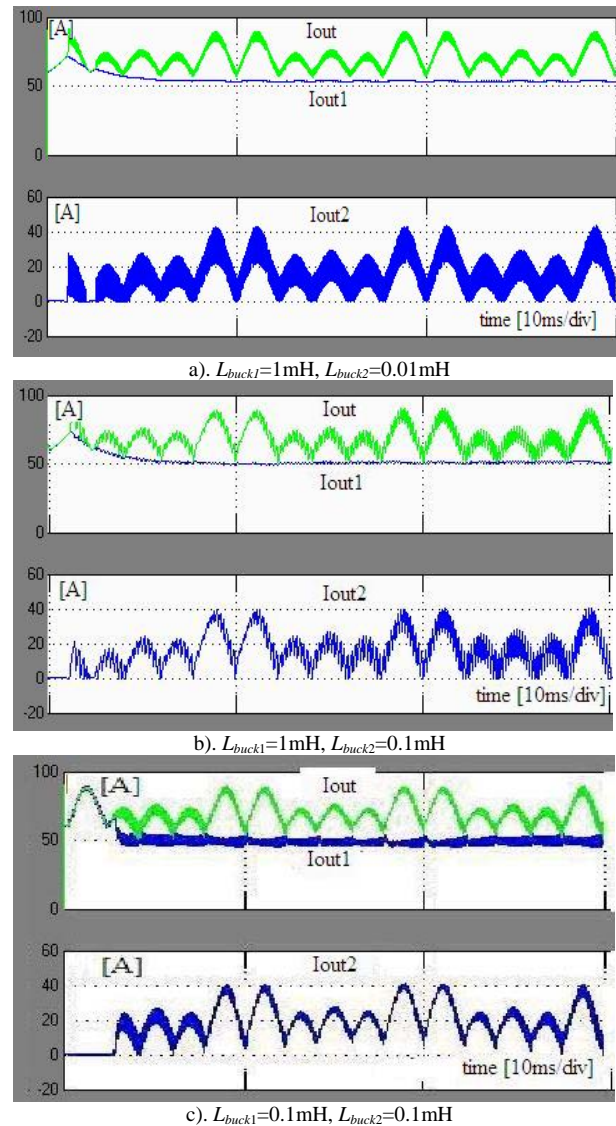 100
[A]
Iout
50
Iout1
0
60
[A]
Iout2
40
20
0
-20
time [10ms/div]
a). Lbuck1=1mH, Lbuck2=0.01mH
100
[A]
Iout
50
Iout1
0
60
[A]
Iout2
40
20
0
-20
time [10ms/div]
b). Lbuck1=1mH, Lbuck2=0.1mH
100
[A]
Iout
50
Iout1
0
60
[A]
Iout2
40
20
0
-20
time [10ms/div]
c). Lbuck1=0.1mH, Lbuck2=0.1mH